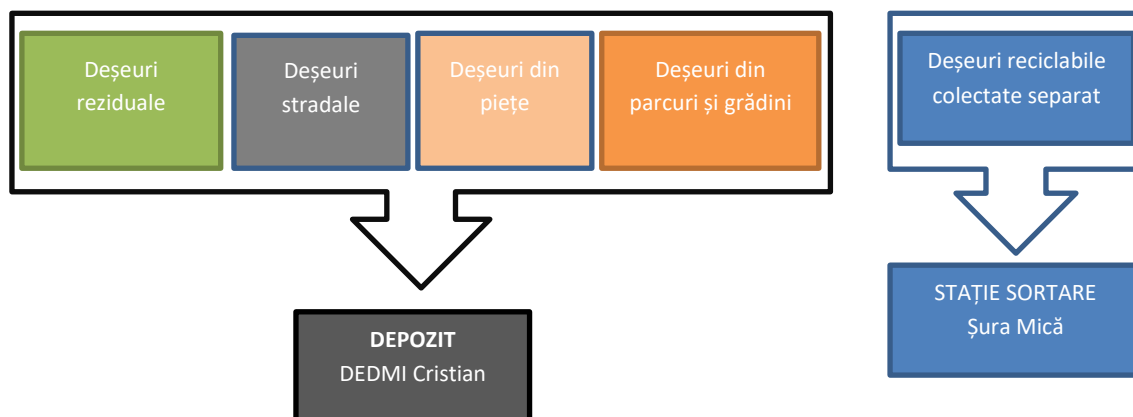 Deșeuri
reziduale
Deșeuri
stradale
Deșeuri din
piețe
Deșeuri din
parcuri și grădini
Deșeuri reciclabile
colectate separat
DEPOZIT
DEDMI Cristian
STAȚIE SORTARE
Șura Mică